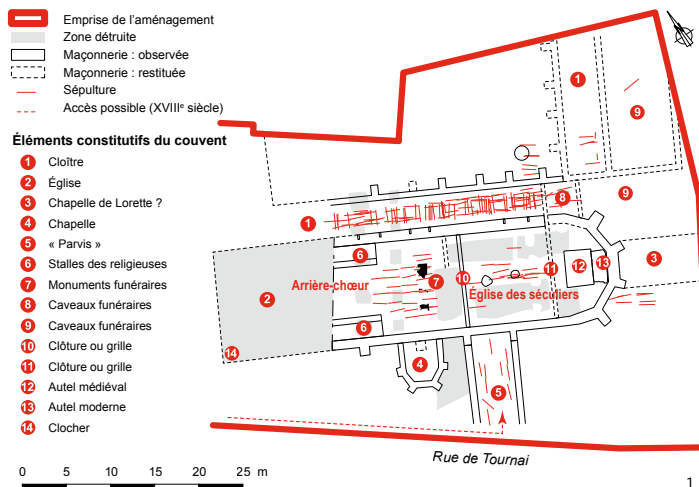 Emprise de l'aménagement
Zone détruite
Maçonnerie : observée
Maçonnerie : restituée
Sépulture
Accès possible (XVIIIe siècle)
Éléments constitutifs du couvent
1 Cloître
2 Église
3 Chapelle de Lorette ?
4 Chapelle
5 « Parvis »
6 Stalles des religieuses
7 Monuments funéraires
8 Caveaux funéraires
9 Caveaux funéraires
10 Clôture ou grille
11 Clôture ou grille
12 Autel médiéval
13 Autel moderne
14 Clocher
1
9
8
9
1
6
3
2
Arrière-chœur
7
10
11
12
13
Église des séculiers
6
14
4
5
Rue de Tournai
0 5 10 15 20 25 m
1